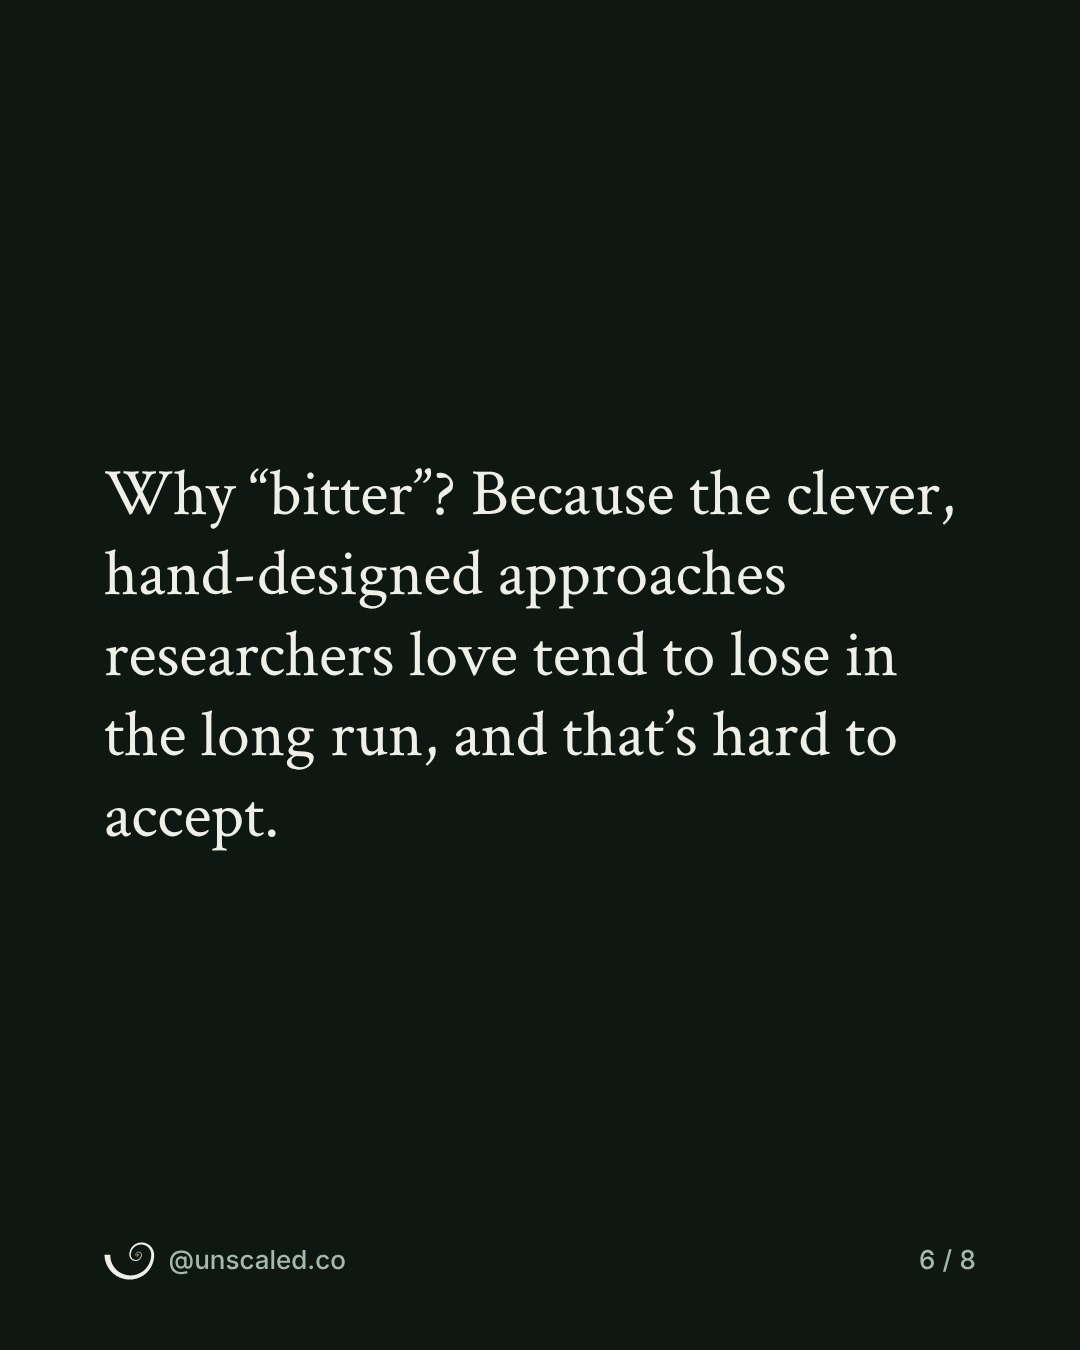 Why “bitter”? Because the clever,
hand-designed approaches
researchers love tend to lose in
the long run, and that’s hard to
accept.
@unscaled.co
6 / 8